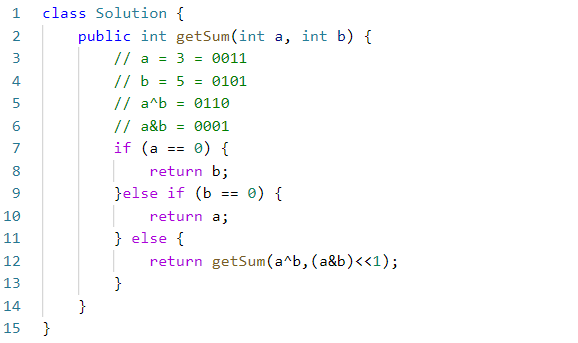 1 class Solution {
2 public int getSum(int a, int b) {
3 // a = 3 = 0011
4 // b = 5 = 0101
5 // a^b = 0110
6 // a&b = 0001
7 if (a == 0) {
8 return b;
9 }else if (b == 0) {
10 return a;
11 } else {
12 return getSum(a^b,(a&b)<<1);
13 }
14 }
15 }